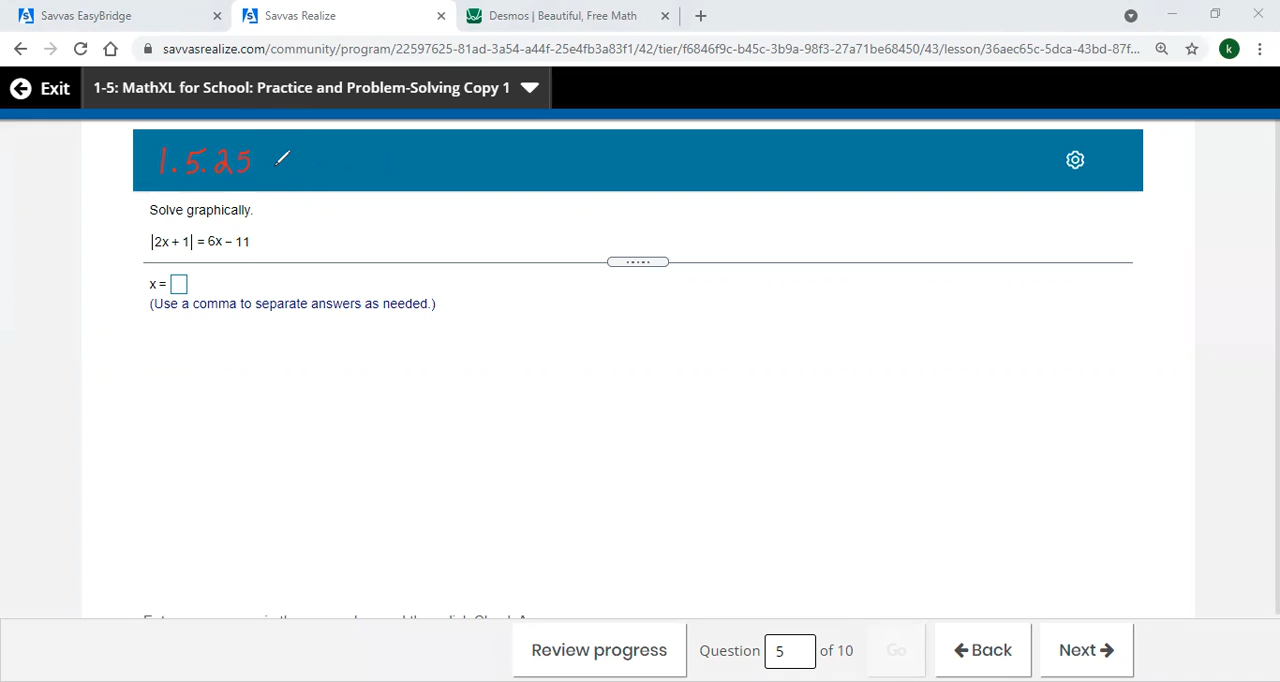 Savvas EasyBridge
Savvas Realize
Desmos | Beautiful, Free Math
savvasrealize.com/community/program/22597625-81ad-3a54-a44f-25e4fb3a83f1/42/tier/f6846f9c-b45c-3b9a-98f3-27a71be68450/43/lesson/36aec65c-5dca-43bd-87f...
k
Exit
1-5: MathXL for School: Practice and Problem-Solving Copy 1
1.5.25
Solve graphically.
|2x + 1| = 6x – 11
x =
(Use a comma to separate answers as needed.)
Review progress
Question 5 of 10
Go
Back
Next